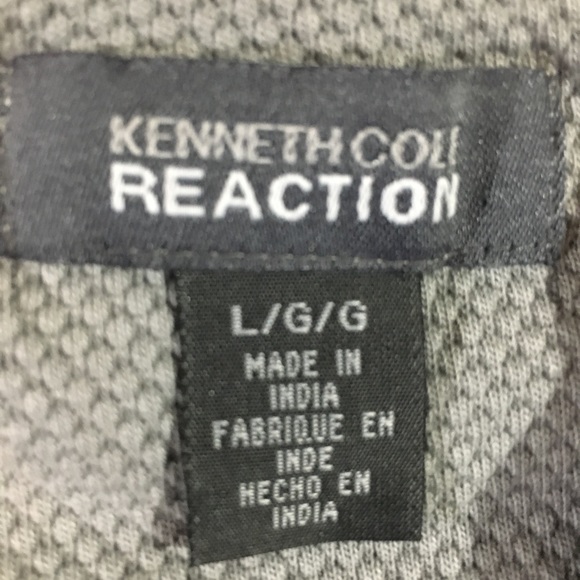 KENNETH COLE
REACTION
L/G/G
MADE IN
INDIA
FABRIQUE EN
INDE
HECHO EN
INDIA